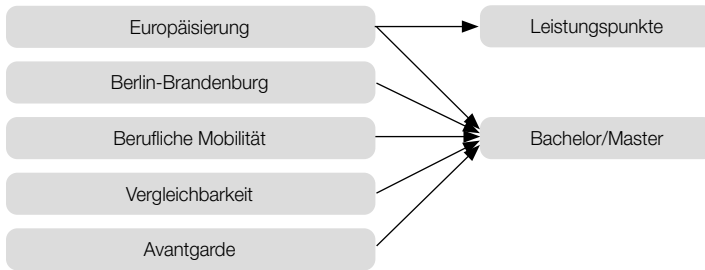 Europäisierung
Leistungspunkte
Berlin-Brandenburg
Berufliche Mobilität
Bachelor/Master
Vergleichbarkeit
Avantgarde